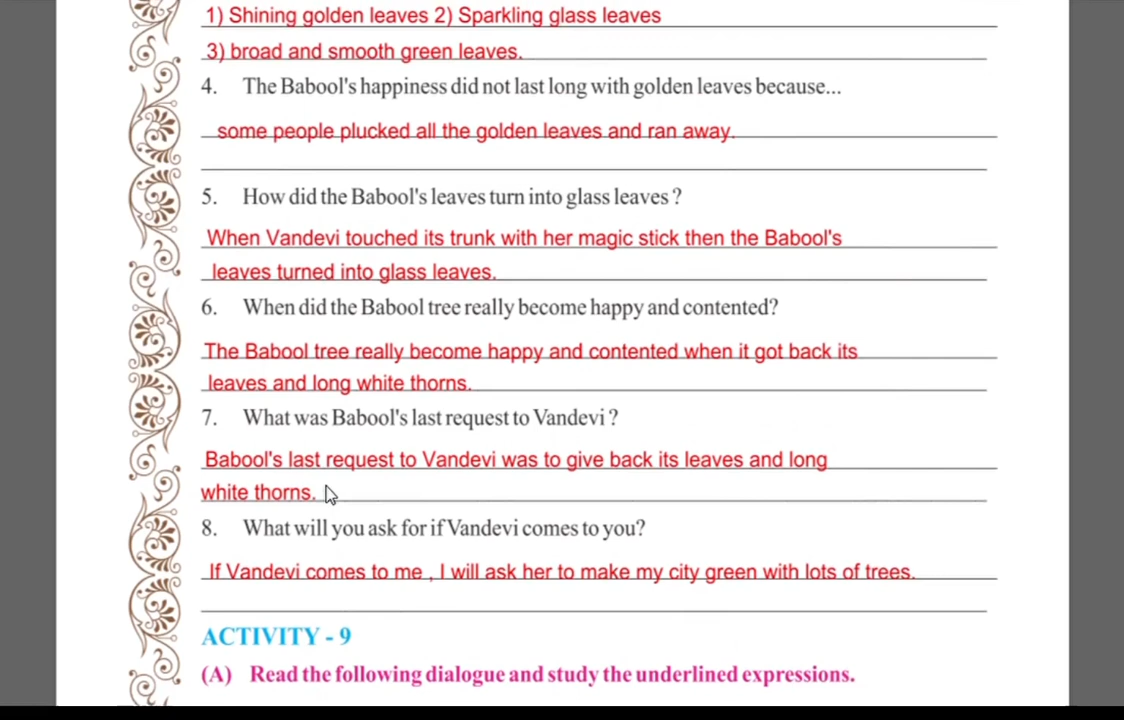 1) Shining golden leaves 2) Sparkling glass leaves
3) broad and smooth green leaves.
4. The Babool's happiness did not last long with golden leaves because...
some people plucked all the golden leaves and ran away.
5. How did the Babool's leaves turn into glass leaves ?
When Vandevi touched its trunk with her magic stick then the Babool's
leaves turned into glass leaves.
6. When did the Babool tree really become happy and contented?
The Babool tree really become happy and contented when it got back its
leaves and long white thorns.
7. What was Babool's last request to Vandevi ?
Babool's last request to Vandevi was to give back its leaves and long
white thorns.
8. What will you ask for if Vandevi comes to you?
If Vandevi comes to me , I will ask her to make my city green with lots of trees.
ACTIVITY - 9
(A) Read the following dialogue and study the underlined expressions.